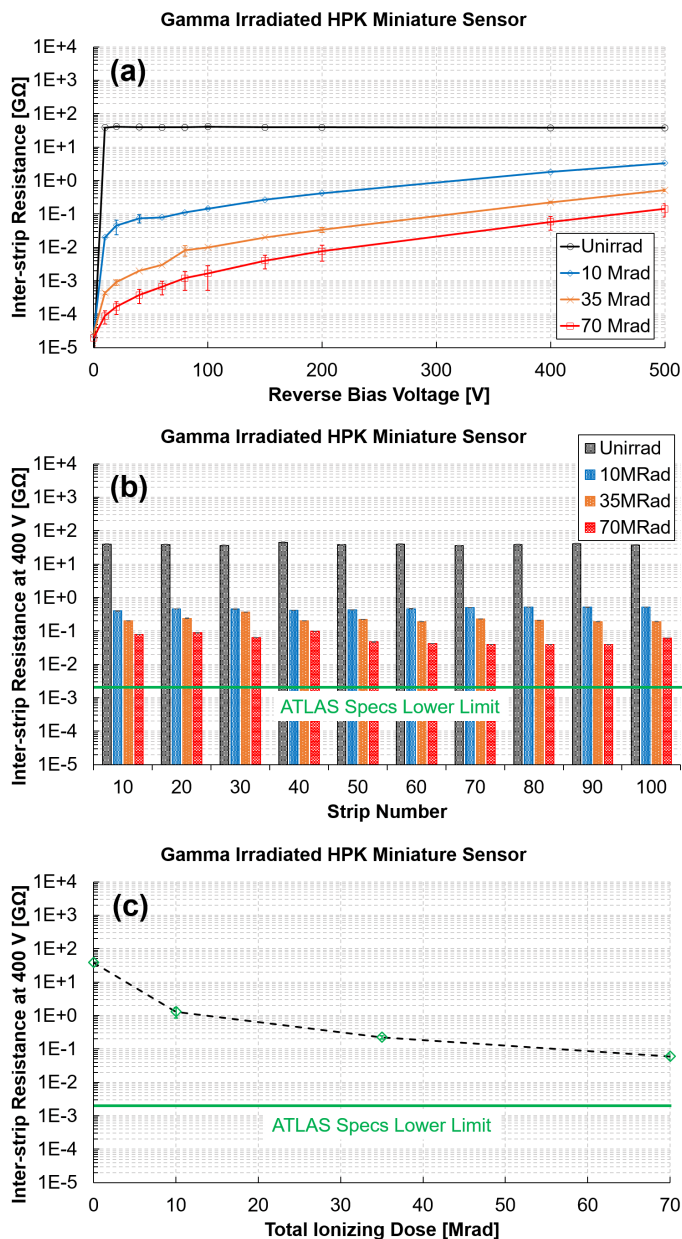 Gamma Irradiated HPK Miniature Sensor
(a)
Inter-strip Resistance [GΩ]
1E+4
1E+3
1E+2
1E+1
1E+0
1E-1
1E-2
1E-3
1E-4
1E-5
Unirrad
10 Mrad
35 Mrad
70 Mrad
0 100 200 300 400 500
Reverse Bias Voltage [V]
Gamma Irradiated HPK Miniature Sensor
(b)
Inter-strip Resistance at 400 V [GΩ]
1E+4
1E+3
1E+2
1E+1
1E+0
1E-1
1E-2
1E-3
1E-4
1E-5
Unirrad
10MRad
35MRad
70MRad
ATLAS Specs Lower Limit
10 20 30 40 50 60 70 80 90 100
Strip Number
Gamma Irradiated HPK Miniature Sensor
(c)
Inter-strip Resistance at 400 V [GΩ]
1E+4
1E+3
1E+2
1E+1
1E+0
1E-1
1E-2
1E-3
1E-4
1E-5
ATLAS Specs Lower Limit
0 10 20 30 40 50 60 70
Total Ionizing Dose [Mrad]